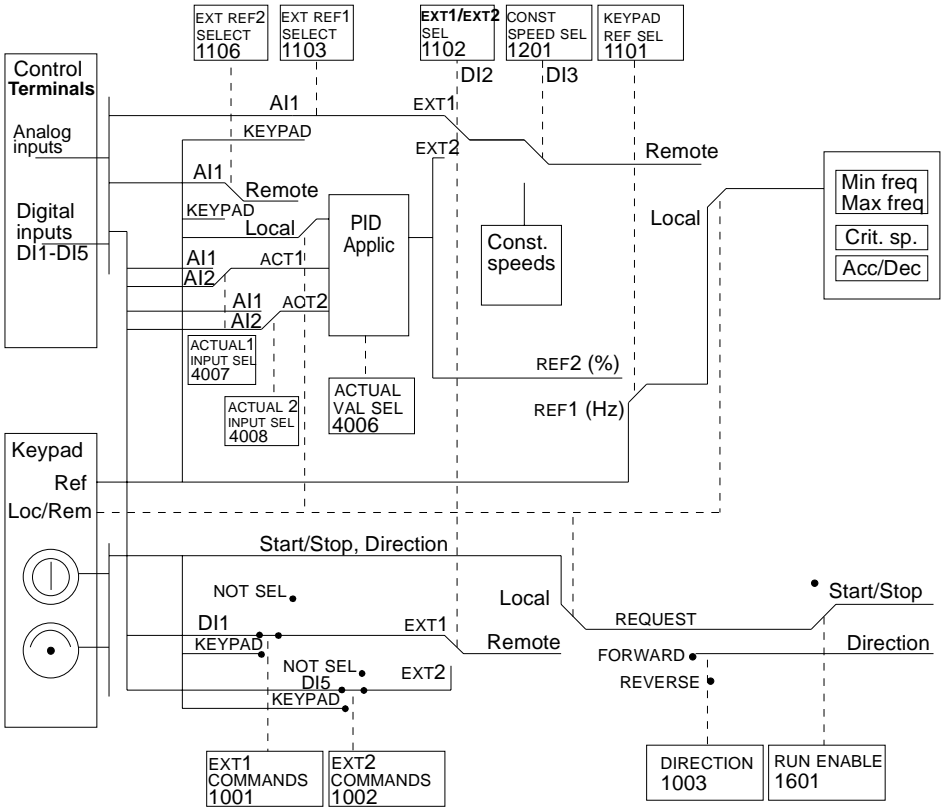 EXT REF2
SELECT
1106
EXT REF1
SELECT
1103
EXT1/EXT2
SEL
1102
CONST
SPEED SEL
1201
KEYPAD
REF SEL
1101
DI2
DI3
Control
Terminals
Analog
inputs
Digital
inputs
DI1-DI5
AI1
KEYPAD
EXT1
EXT2
Remote
AI1
Remote
KEYPAD
Local
PID
Applic
AI1
AI2
ACT1
AI1
AI2
ACT2
Const.
speeds
Local
Min freq
Max freq
Crit. sp.
Acc/Dec
ACTUAL1
INPUT SEL
4007
ACTUAL 2
INPUT SEL
4008
ACTUAL
VAL SEL
4006
REF2 (%)
REF1 (Hz)
Keypad
Ref
Loc/Rem
Start/Stop, Direction
NOT SEL
DI1
KEYPAD
EXT1
Remote
Local
REQUEST
Start/Stop
NOT SEL
DI5
KEYPAD
EXT2
FORWARD
REVERSE
Direction
EXT1
COMMANDS
1001
EXT2
COMMANDS
1002
DIRECTION
1003
RUN ENABLE
1601